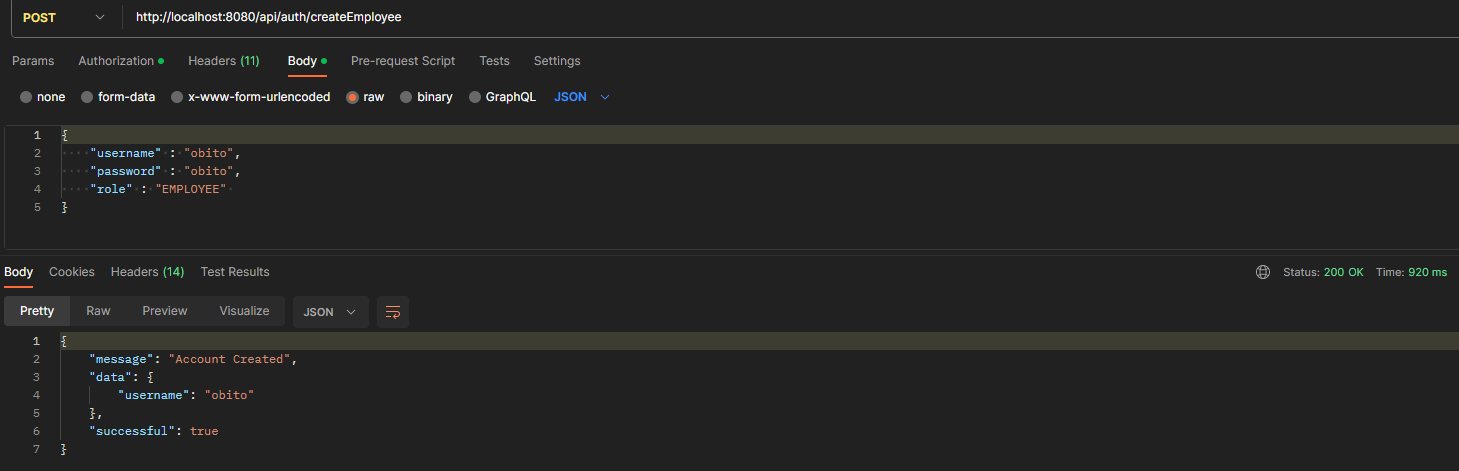 POST http://localhost:8080/api/auth/createEmployee
Params Authorization Headers (11) Body Pre-request Script Tests Settings
none form-data x-www-form-urlencoded raw binary GraphQL JSON
1 {
2 "username" : "obito",
3 "password" : "obito",
4 "role" : "EMPLOYEE"
5 }
Body Cookies Headers (14) Test Results Status: 200 OK Time: 920 ms
Pretty Raw Preview Visualize JSON
1 {
2 "message": "Account Created",
3 "data": {
4 "username": "obito"
5 },
6 "successful": true
7 }